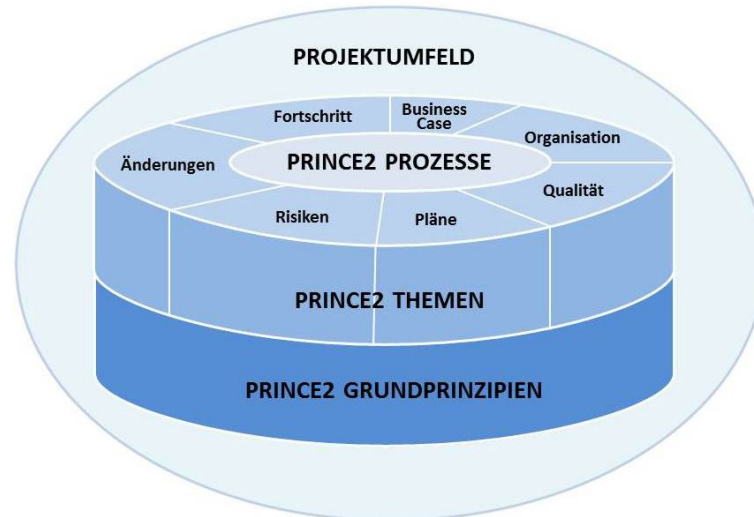 PROJEKTUMFELD
Fortschritt
Business
Case
Organisation
Änderungen
PRINCE2 PROZESSE
Qualität
Risiken
Pläne
PRINCE2 THEMEN
PRINCE2 GRUNDPRINZIPIEN